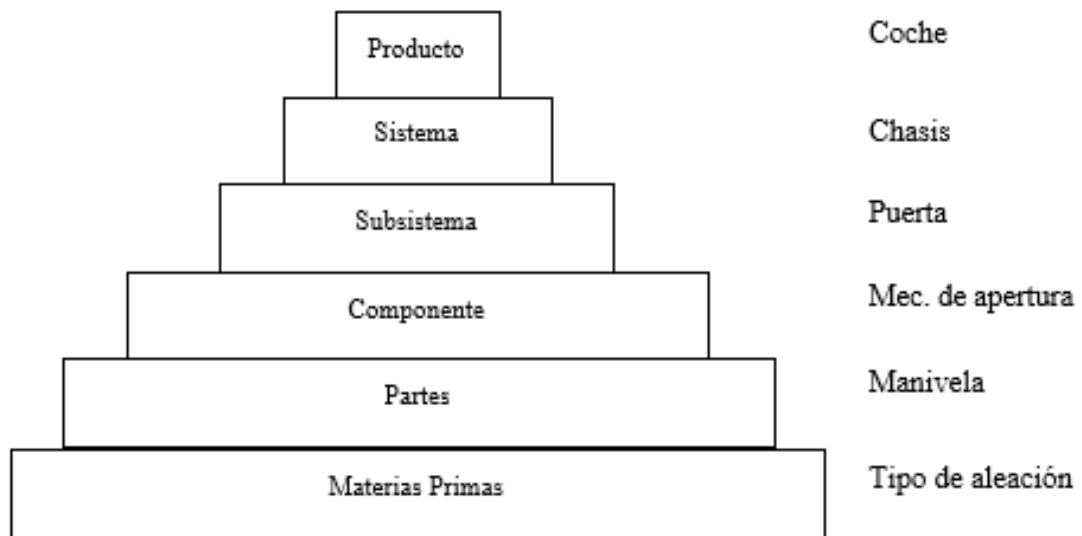 Producto
Coche
Sistema
Chasis
Subsistema
Puerta
Componente
Mec. de apertura
Partes
Manivela
Materias Primas
Tipo de aleación